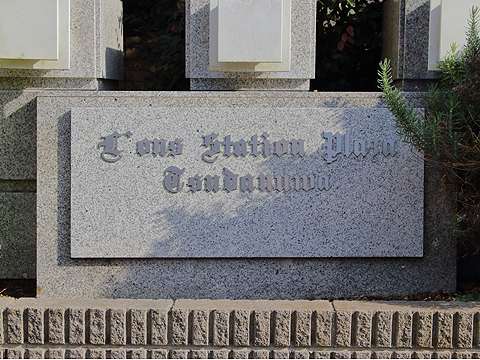 L'ons Station Plaza
Tsudanuma